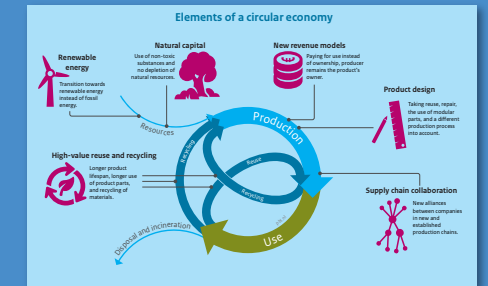 Elements of a circular economy
Renewable
energy
Transition towards
renewable energy
instead of fossil
energy.
Natural capital
Use of non-toxic
substances and
no depletion of
natural resources.
New revenue models
Paying for use instead
of ownership, producer
remains the product's
owner.
Product design
Taking reuse, repair,
the use of modular
parts, and a different
production process
into account.
High-value reuse and recycling
Longer product
lifespan, longer use
of product parts,
and recycling of
materials.
Supply chain collaboration
New alliances
between companies
in new and
established
production chains.
Resources
Production
Recycling
Reuse
Recycling
Use
Disposal and incineration